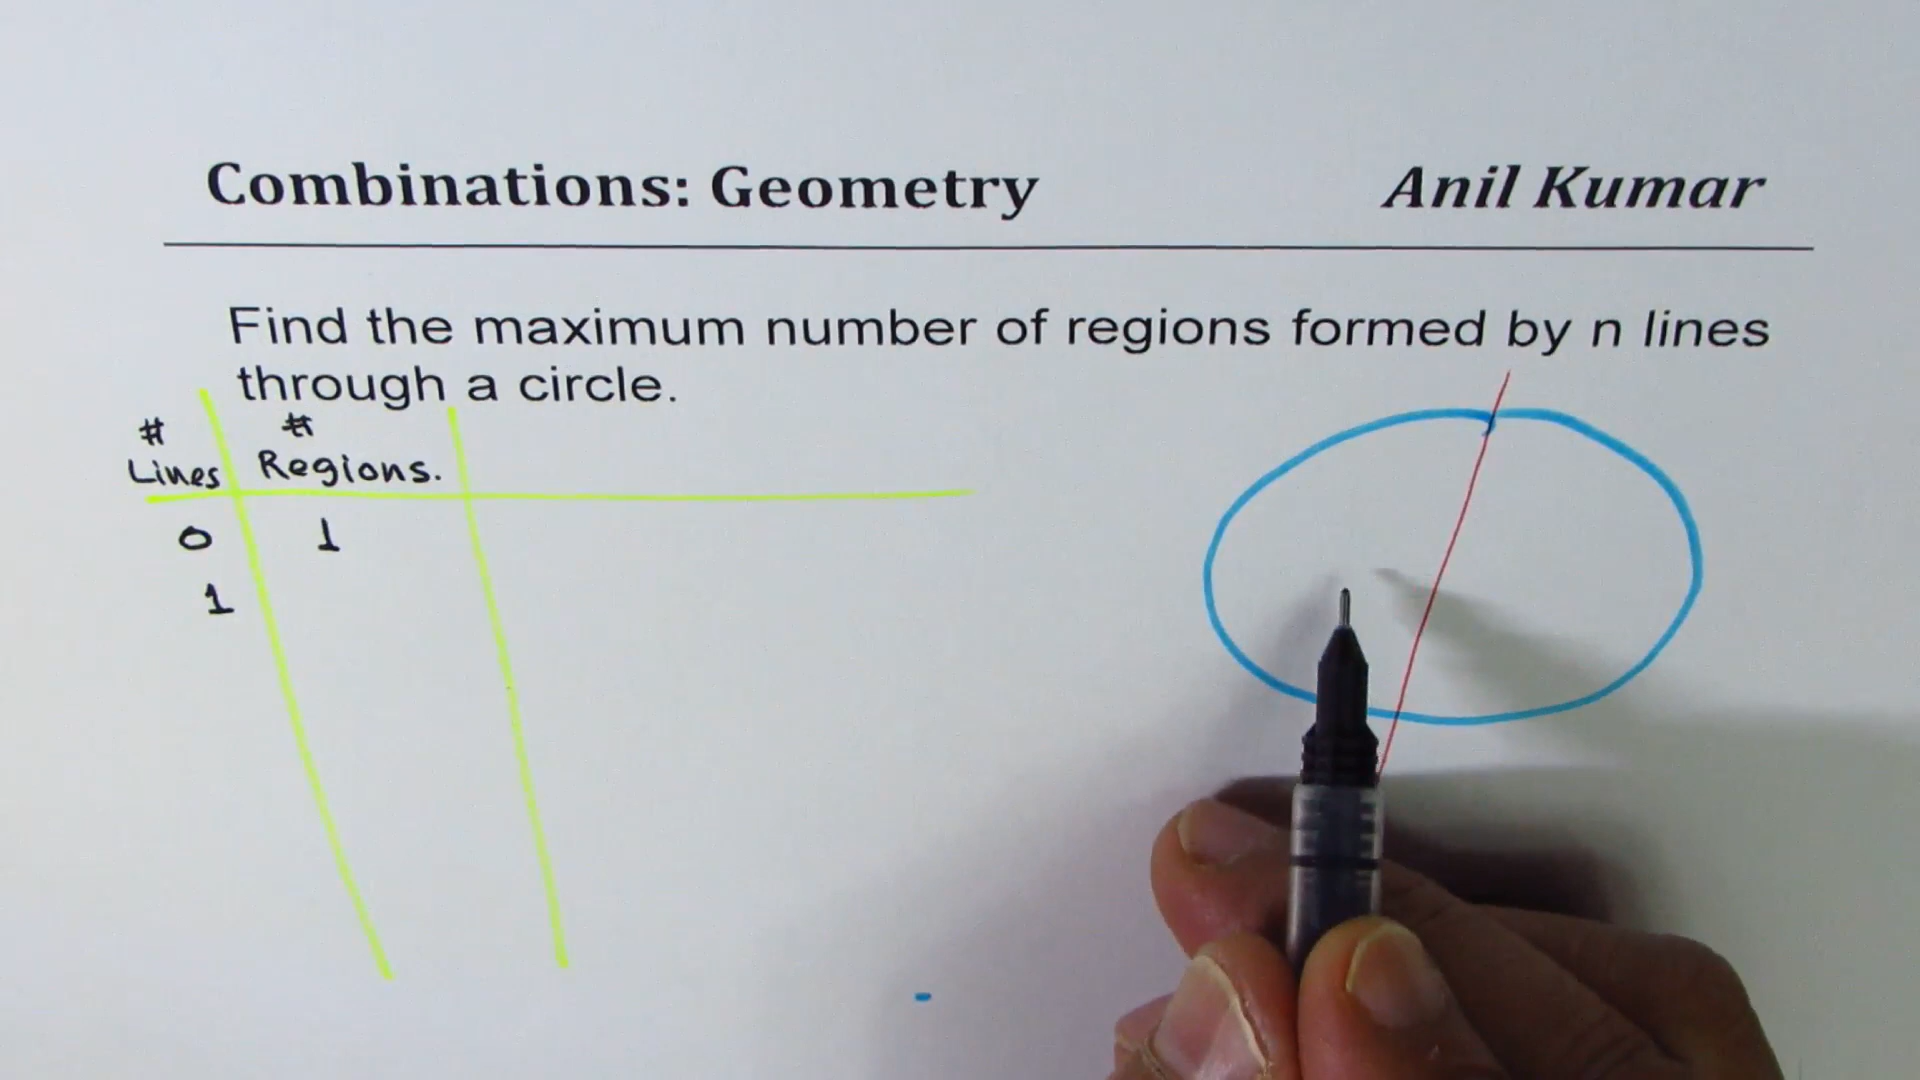 Combinations: Geometry Anil Kumar
Find the maximum number of regions formed by n lines
through a circle.
# #
Lines Regions.
0 1
1